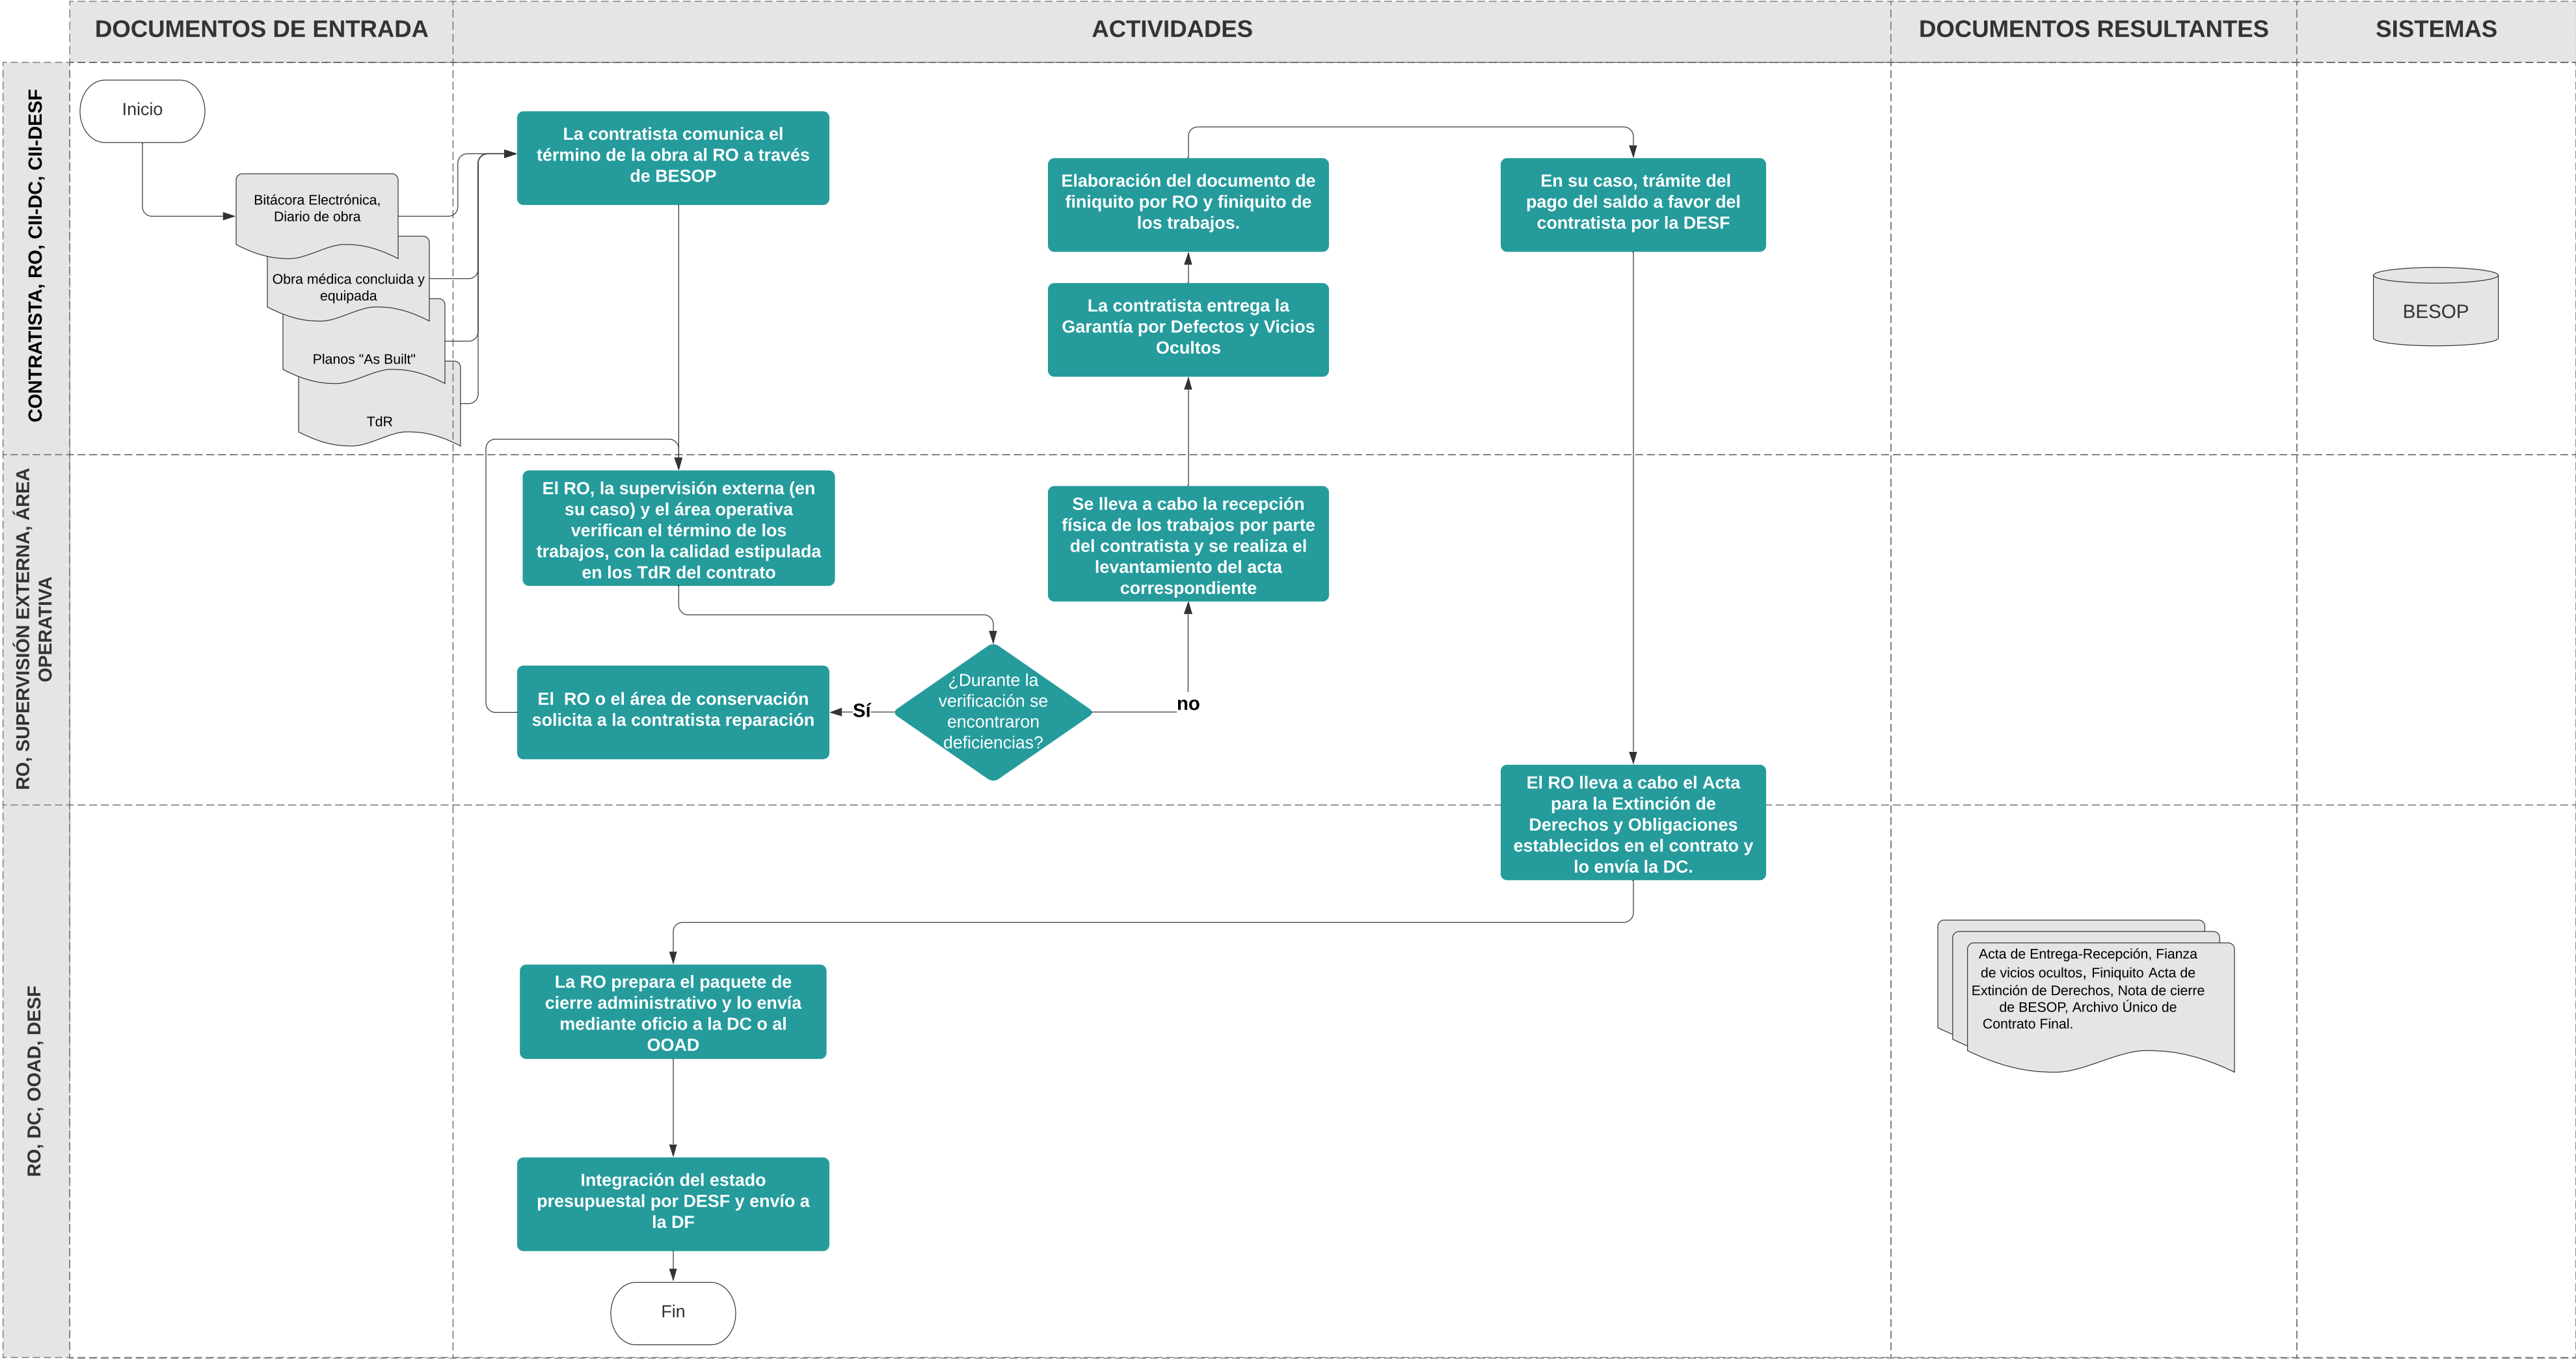 DOCUMENTOS DE ENTRADA
ACTIVIDADES
DOCUMENTOS RESULTANTES
SISTEMAS
CONTRATISTA, RO, CII-DC, CII-DESF
Inicio
Bitácora Electrónica,
Diario de obra
Obra médica concluida y
equipada
Planos "As Built"
TdR
La contratista comunica el
término de la obra al RO a través
de BESOP
Elaboración del documento de
finiquito por RO y finiquito de
los trabajos.
En su caso, trámite del
pago del saldo a favor del
contratista por la DESF
La contratista entrega la
Garantía por Defectos y Vicios
Ocultos
BESOP
RO, SUPERVISIÓN EXTERNA, ÁREA
OPERATIVA
El RO, la supervisión externa (en
su caso) y el área operativa
verifican el término de los
trabajos, con la calidad estipulada
en los TdR del contrato
Se lleva a cabo la recepción
física de los trabajos por parte
del contratista y se realiza el
levantamiento del acta
correspondiente
El  RO o el área de conservación
solicita a la contratista reparación
Sí
¿Durante la
verificación se
encontraron
deficiencias?
no
El RO lleva a cabo el Acta
para la Extinción de
Derechos y Obligaciones
establecidos en el contrato y
lo envía la DC.
RO, DC, OOAD, DESF
La RO prepara el paquete de
cierre administrativo y lo envía
mediante oficio a la DC o al
OOAD
Acta de Entrega-Recepción, Fianza
de vicios ocultos, Finiquito Acta de
Extinción de Derechos, Nota de cierre
de BESOP, Archivo Único de
Contrato Final.
Integración del estado
presupuestal por DESF y envío a
la DF
Fin